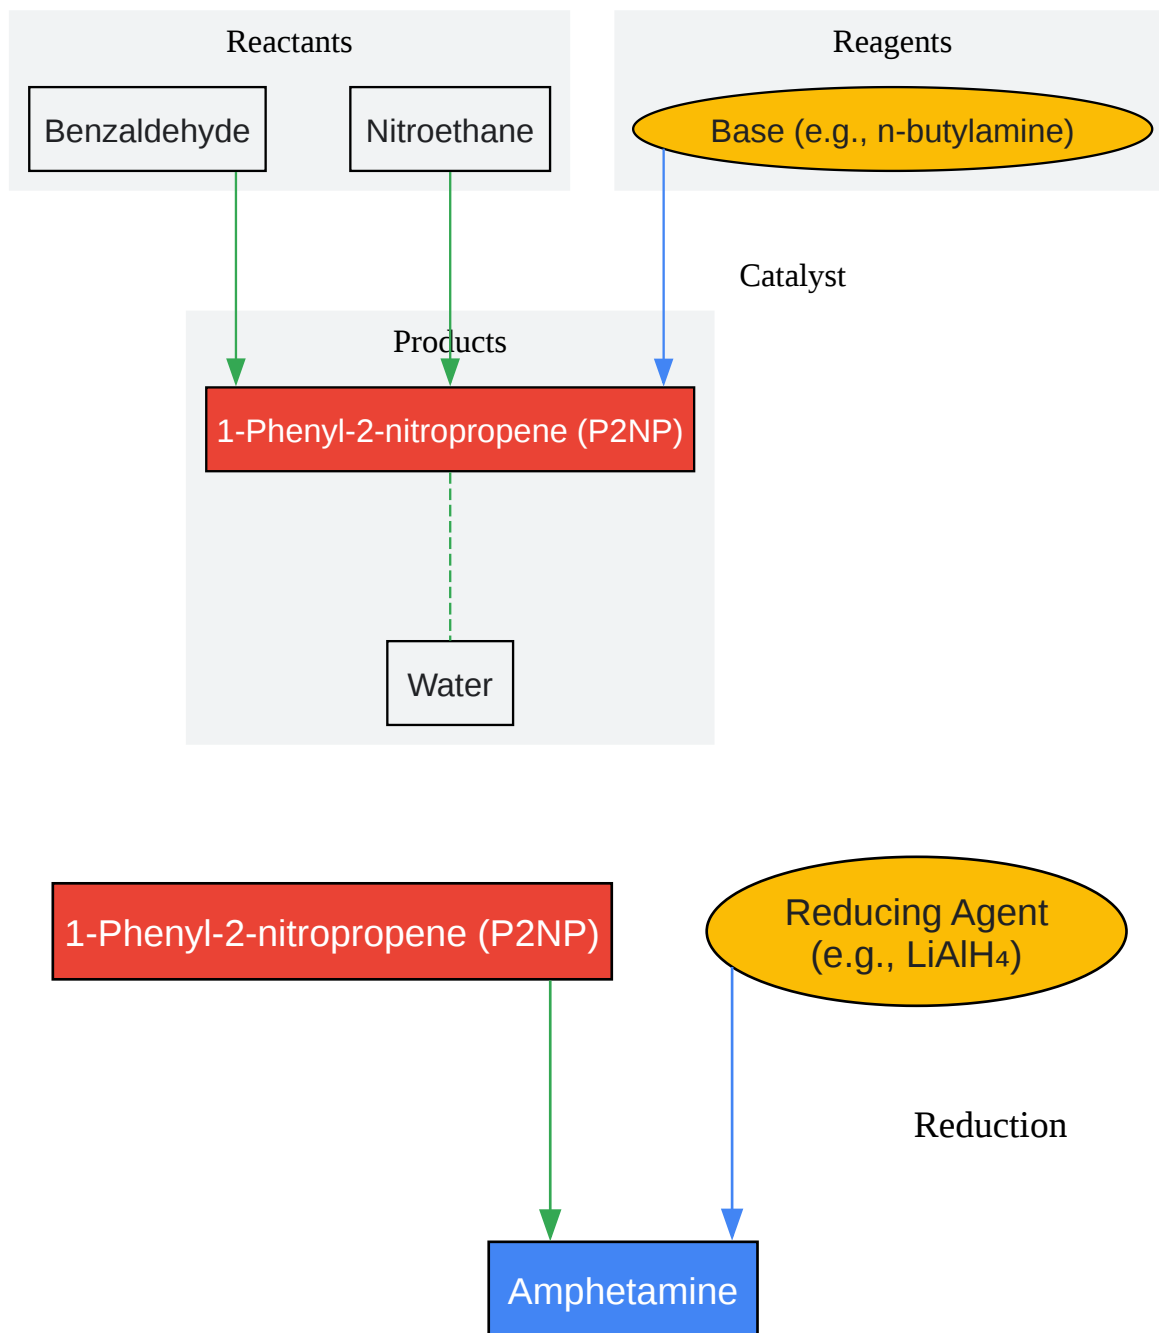 Reactants
Reagents
Benzaldehyde
Nitroethane
Base (e.g., n-butylamine)
Catalyst
Products
1-Phenyl-2-nitropropene (P2NP)
Water
1-Phenyl-2-nitropropene (P2NP)
Reducing Agent
(e.g., LiAlH₄)
Reduction
Amphetamine